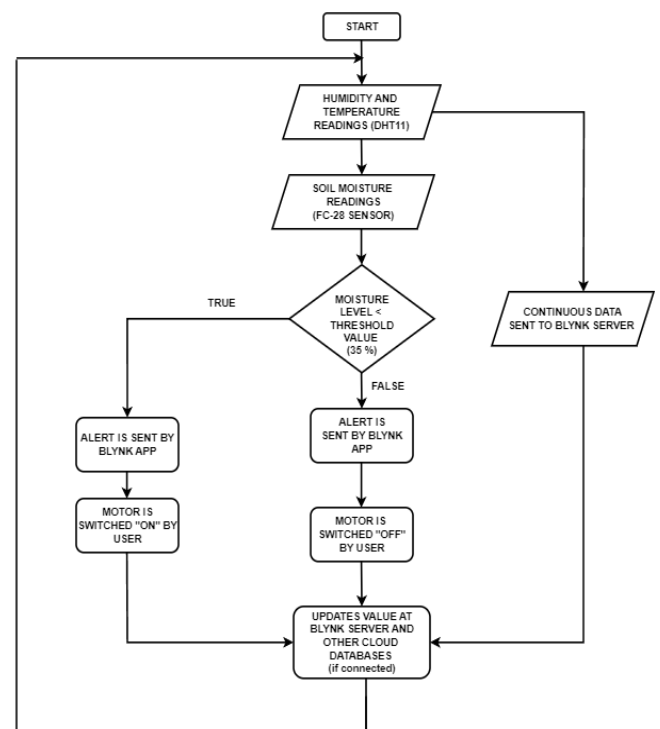 START
HUMIDITY AND
TEMPERATURE
READINGS (DHT11)
SOIL MOISTURE
READINGS
(FC-28 SENSOR)
TRUE
MOISTURE
LEVEL <
THRESHOLD
VALUE
(35 %)
CONTINUOUS DATA
SENT TO BLYNK SERVER
FALSE
ALERT IS SENT BY
BLYNK APP
ALERT IS
SENT BY BLYNK
APP
MOTOR IS
SWITCHED "ON" BY
USER
MOTOR IS
SWITCHED "OFF"
BY USER
UPDATES VALUE AT
BLYNK SERVER AND
OTHER CLOUD
DATABASES
(if connected)